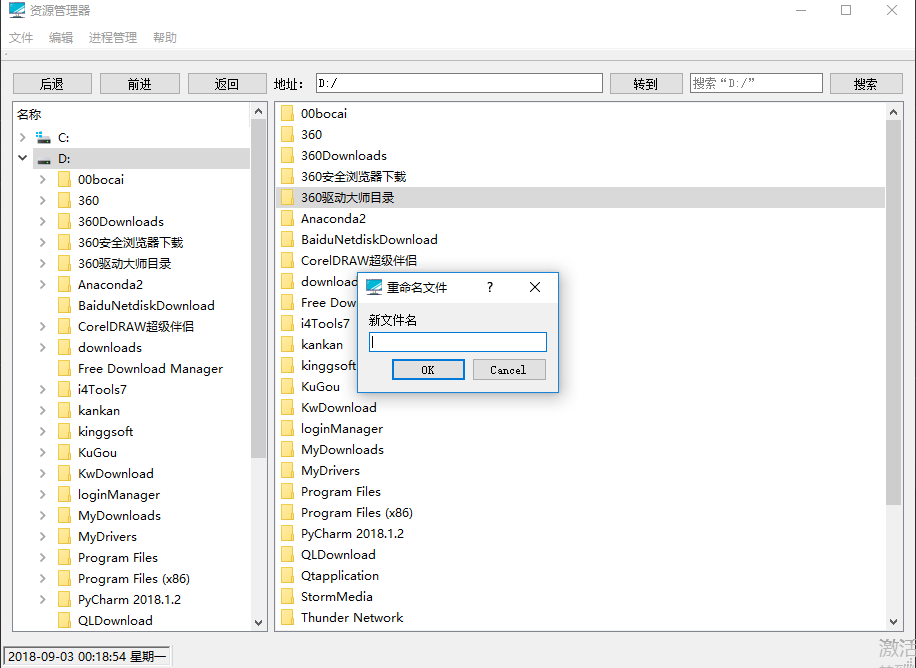 资源管理器
文件 编辑 进程管理 帮助
后退 前进 返回 地址: D:/ 转到 搜索“D:/” 搜索
名称
C:
D:
00bocai
360
360Downloads
360安全浏览器下载
360驱动大师目录
Anaconda2
BaiduNetdiskDownload
CorelDRAW超级伴侣
downloads
Free Download Manager
i4Tools7
kankan
kinggsoft
KuGou
KwDownload
loginManager
MyDownloads
MyDrivers
Program Files
Program Files (x86)
PyCharm 2018.1.2
QLDownload
00bocai
360
360Downloads
360安全浏览器下载
360驱动大师目录
Anaconda2
BaiduNetdiskDownload
CorelDRAW超级伴侣
download
Free Dow
i4Tools7
kankan
kinggsoft
KuGou
KwDownload
loginManager
MyDownloads
MyDrivers
Program Files
Program Files (x86)
PyCharm 2018.1.2
QLDownload
Qtapplication
StormMedia
Thunder Network
重命名文件 ?
新文件名
OK Cancel
2018-09-03 00:18:54 星期一
激活